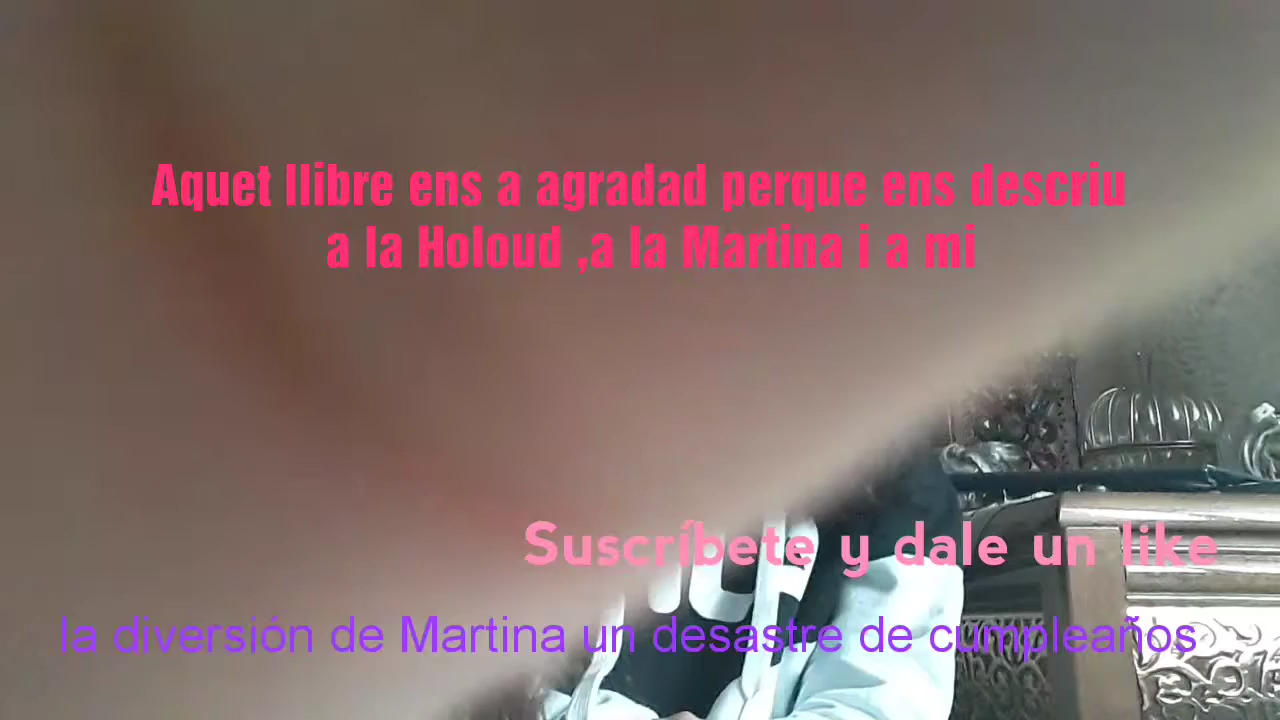 Aquet llibre ens a agradad perque ens descriu
a la Holoud ,a la Martina i a mi
Suscríbete y dale un like
la diversión de Martina un desastre de cumpleaños